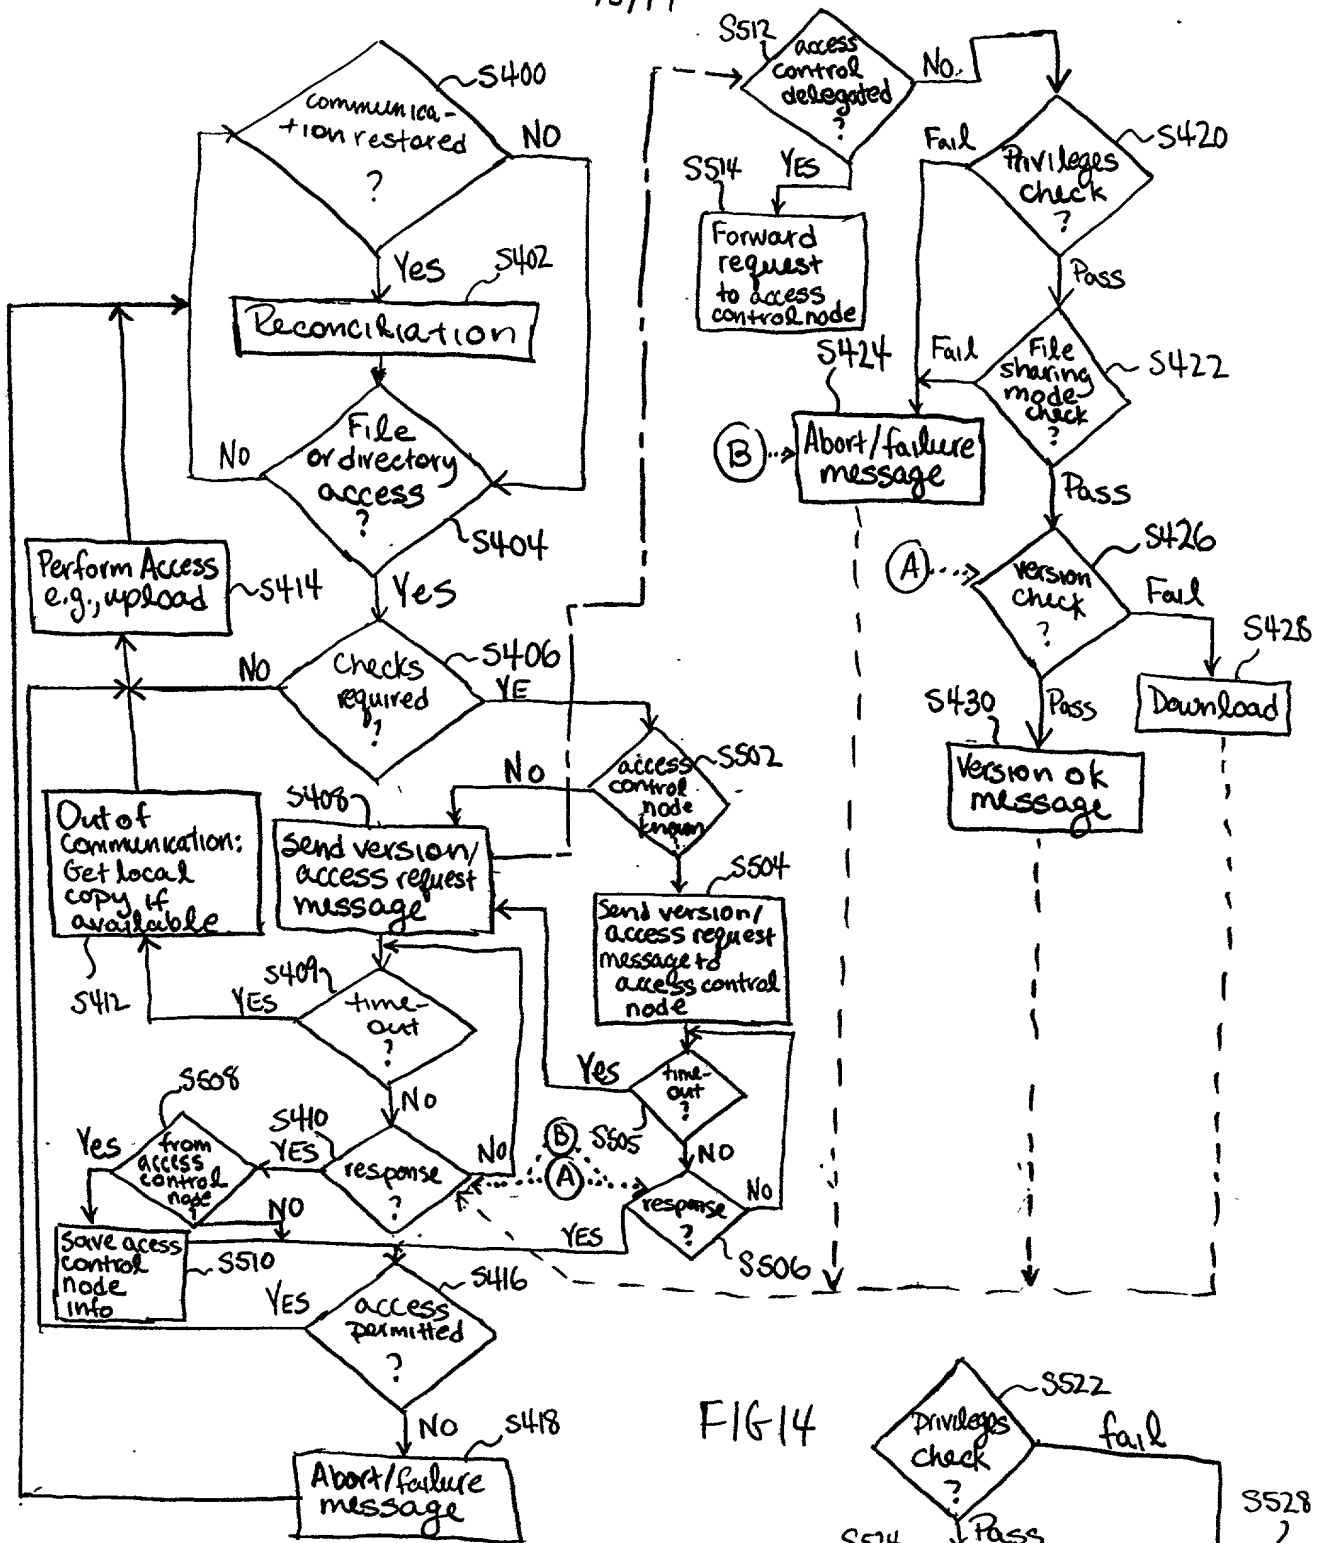 S400
communica-
tion restored
?
NO
Yes
S402
Reconciliation
File
or directory
access
?
No
S404
Yes
Perform Access
e.g., upload
S414
Checks
required
?
S406
NO
YE
access
control
node
known
S502
NO
S408
Send version/
access request
message
Out of
communication:
Get local
copy if
available
S412
S504
Send version/
access request
message to
access control
node
S409
time-
out
?
YES
NO
time-
out
?
Yes
S505
NO
S508
from
access
control
node
Yes
NO
S410
response
?
YES
NO
B
A
response
?
No
YES
S506
Save acess
control
node
info
S510
S416
access
permitted
?
YES
NO
S418
Abort/failure
message
S512
access
control
delegated
?
No
YES
S514
Forward
request
to access
control node
S420
Privileges
check
?
Fail
Pass
S422
File
sharing
mode
check
?
Fail
Pass
S424
Abort/failure
message
B
S426
version
check
?
A
Fail
Pass
S428
Download
S430
Version ok
message
FIG 14
S522
Privileges
check
?
fail
Pass
S524
S528